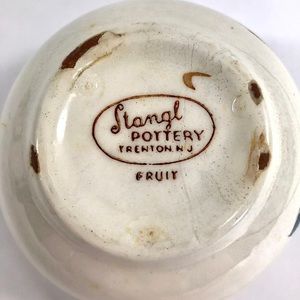 Stangl
POTTERY
TRENTON N J
FRUIT